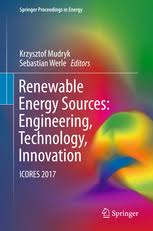 Springer Proceedings in Energy
Krzysztof Mudryk
Sebastian Werle Editors
Renewable
Energy Sources:
Engineering,
Technology,
Innovation
ICORES 2017
Springer